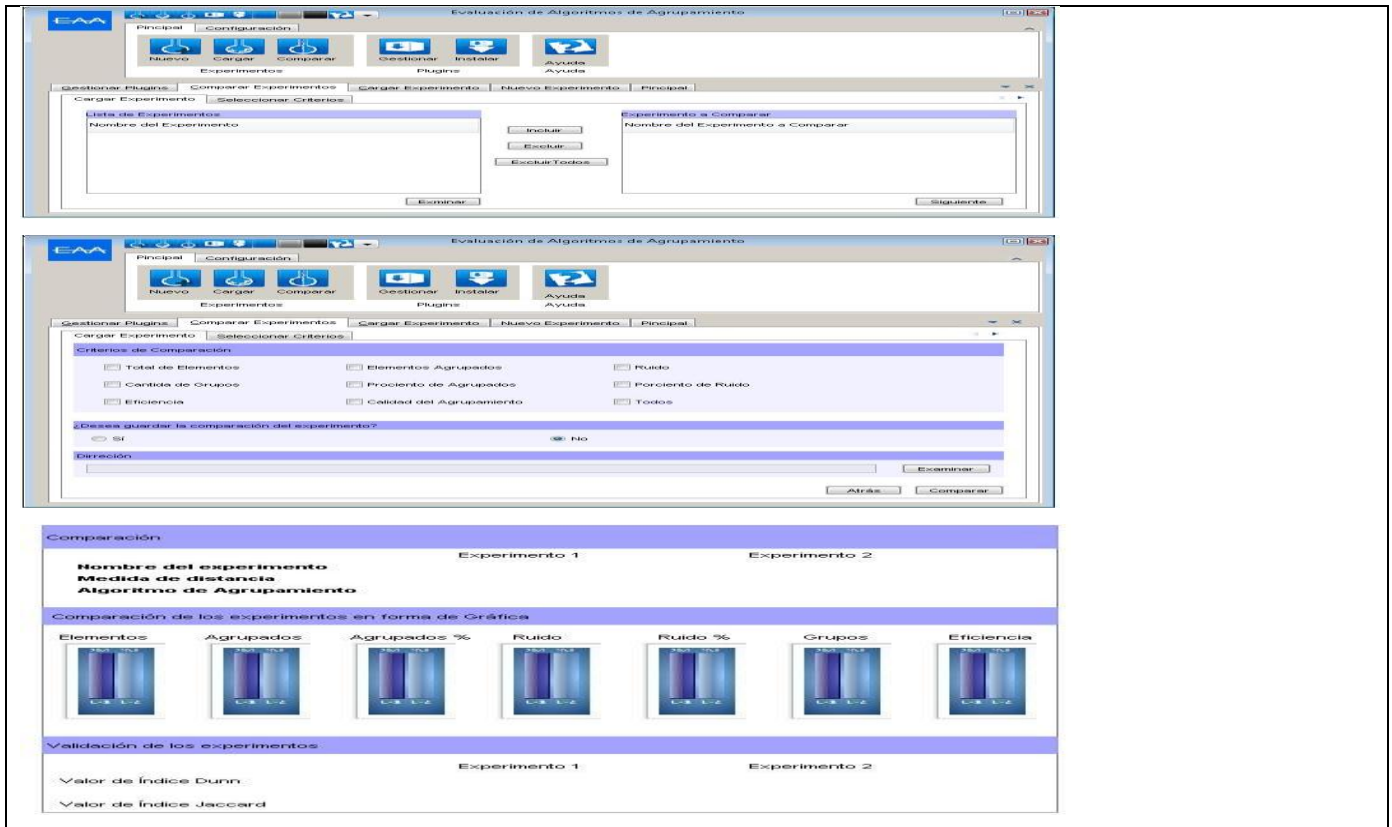 EAA Evaluación de Algoritmos de Agrupamiento
Pincipal Configuración
Nuevo Cargar Comparar Gestionar Instalar Ayuda
Experimentos Plugins Ayuda
Gestionar Plugins Comparar Experimentos Cargar Experimento Nuevo Experimento Pincipal
Cargar Experimento Seleccionar Criterios
Lista de Experimentos Experimento a Comparar
Nombre del Experimento Nombre del Experimento a Comparar
Incluir
Excluir
ExcluirTodos
Exminar Siguiente
EAA Evaluación de Algoritmos de Agrupamiento
Pincipal Configuración
Nuevo Cargar Comparar Gestionar Instalar Ayuda
Experimentos Plugins Ayuda
Gestionar Plugins Comparar Experimentos Cargar Experimento Nuevo Experimento Pincipal
Cargar Experimento Seleccionar Criterios
Criterios de Comparación
Total de Elementos Elementos Agrupados Ruido
Cantida de Grupos Prociento de Agrupados Porciento de Ruido
Eficiencia Calidad del Agrupamiento Todos
¿Desea guardar la comparación del experimento?
Sí No
Dirreción
Examinar
Atrás Comparar
Comparación
Experimento 1 Experimento 2
Nombre del experimento
Medida de distancia
Algoritmo de Agrupamiento
Comparación de los experimentos en forma de Gráfica
Elementos Agrupados Agrupados % Ruido Ruido % Grupos Eficiencia
Validación de los experimentos
Experimento 1 Experimento 2
Valor de Índice Dunn
Valor de Índice Jaccard